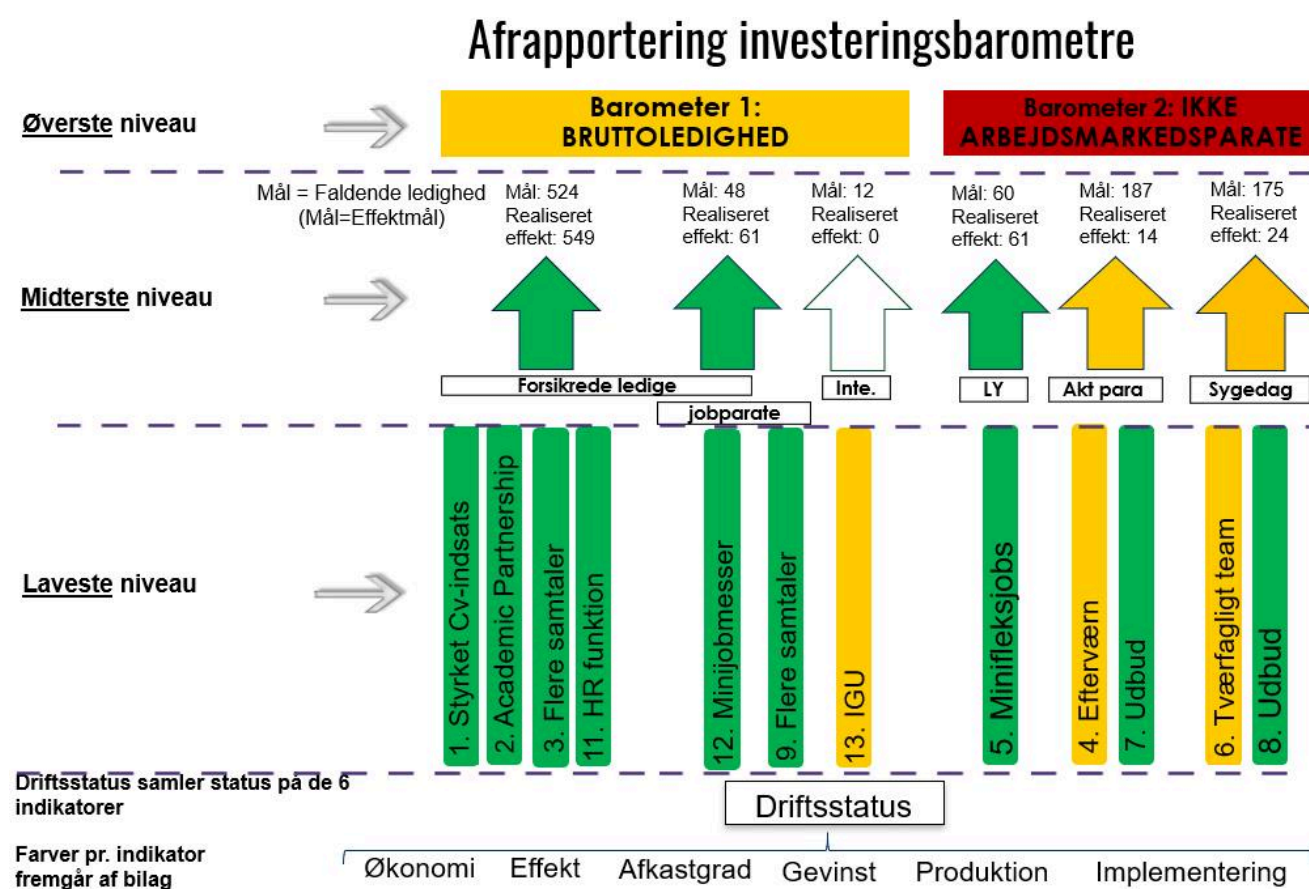 Afrapportering investeringsbarometre
Øverste niveau
Barometer 1:
BRUTTOLEDIGHED
Barometer 2: IKKE
ARBEJDSMARKEDSPARATE
Mål = Faldende ledighed
(Mål=Effektmål)
Mål: 524
Realiseret
effekt: 549
Mål: 48
Realiseret
effekt: 61
Mål: 12
Realiseret
effekt: 0
Mål: 60
Realiseret
effekt: 61
Mål: 187
Realiseret
effekt: 14
Mål: 175
Realiseret
effekt: 24
Midterste niveau
Forsikrede ledige
jobparate
Inte.
LY
Akt para
Sygedag
Laveste niveau
1. Styrket Cv-indsats
2. Academic Partnership
3. Flere samtaler
11. HR funktion
12. Minijobmesser
9. Flere samtaler
13. IGU
5. Minifleksjobs
4. Efterværn
7. Udbud
6. Tværfagligt team
8. Udbud
Driftsstatus samler status på de 6
indikatorer
Driftsstatus
Farver pr. indikator
fremgår af bilag
Økonomi
Effekt
Afkastgrad
Gevinst
Produktion
Implementering